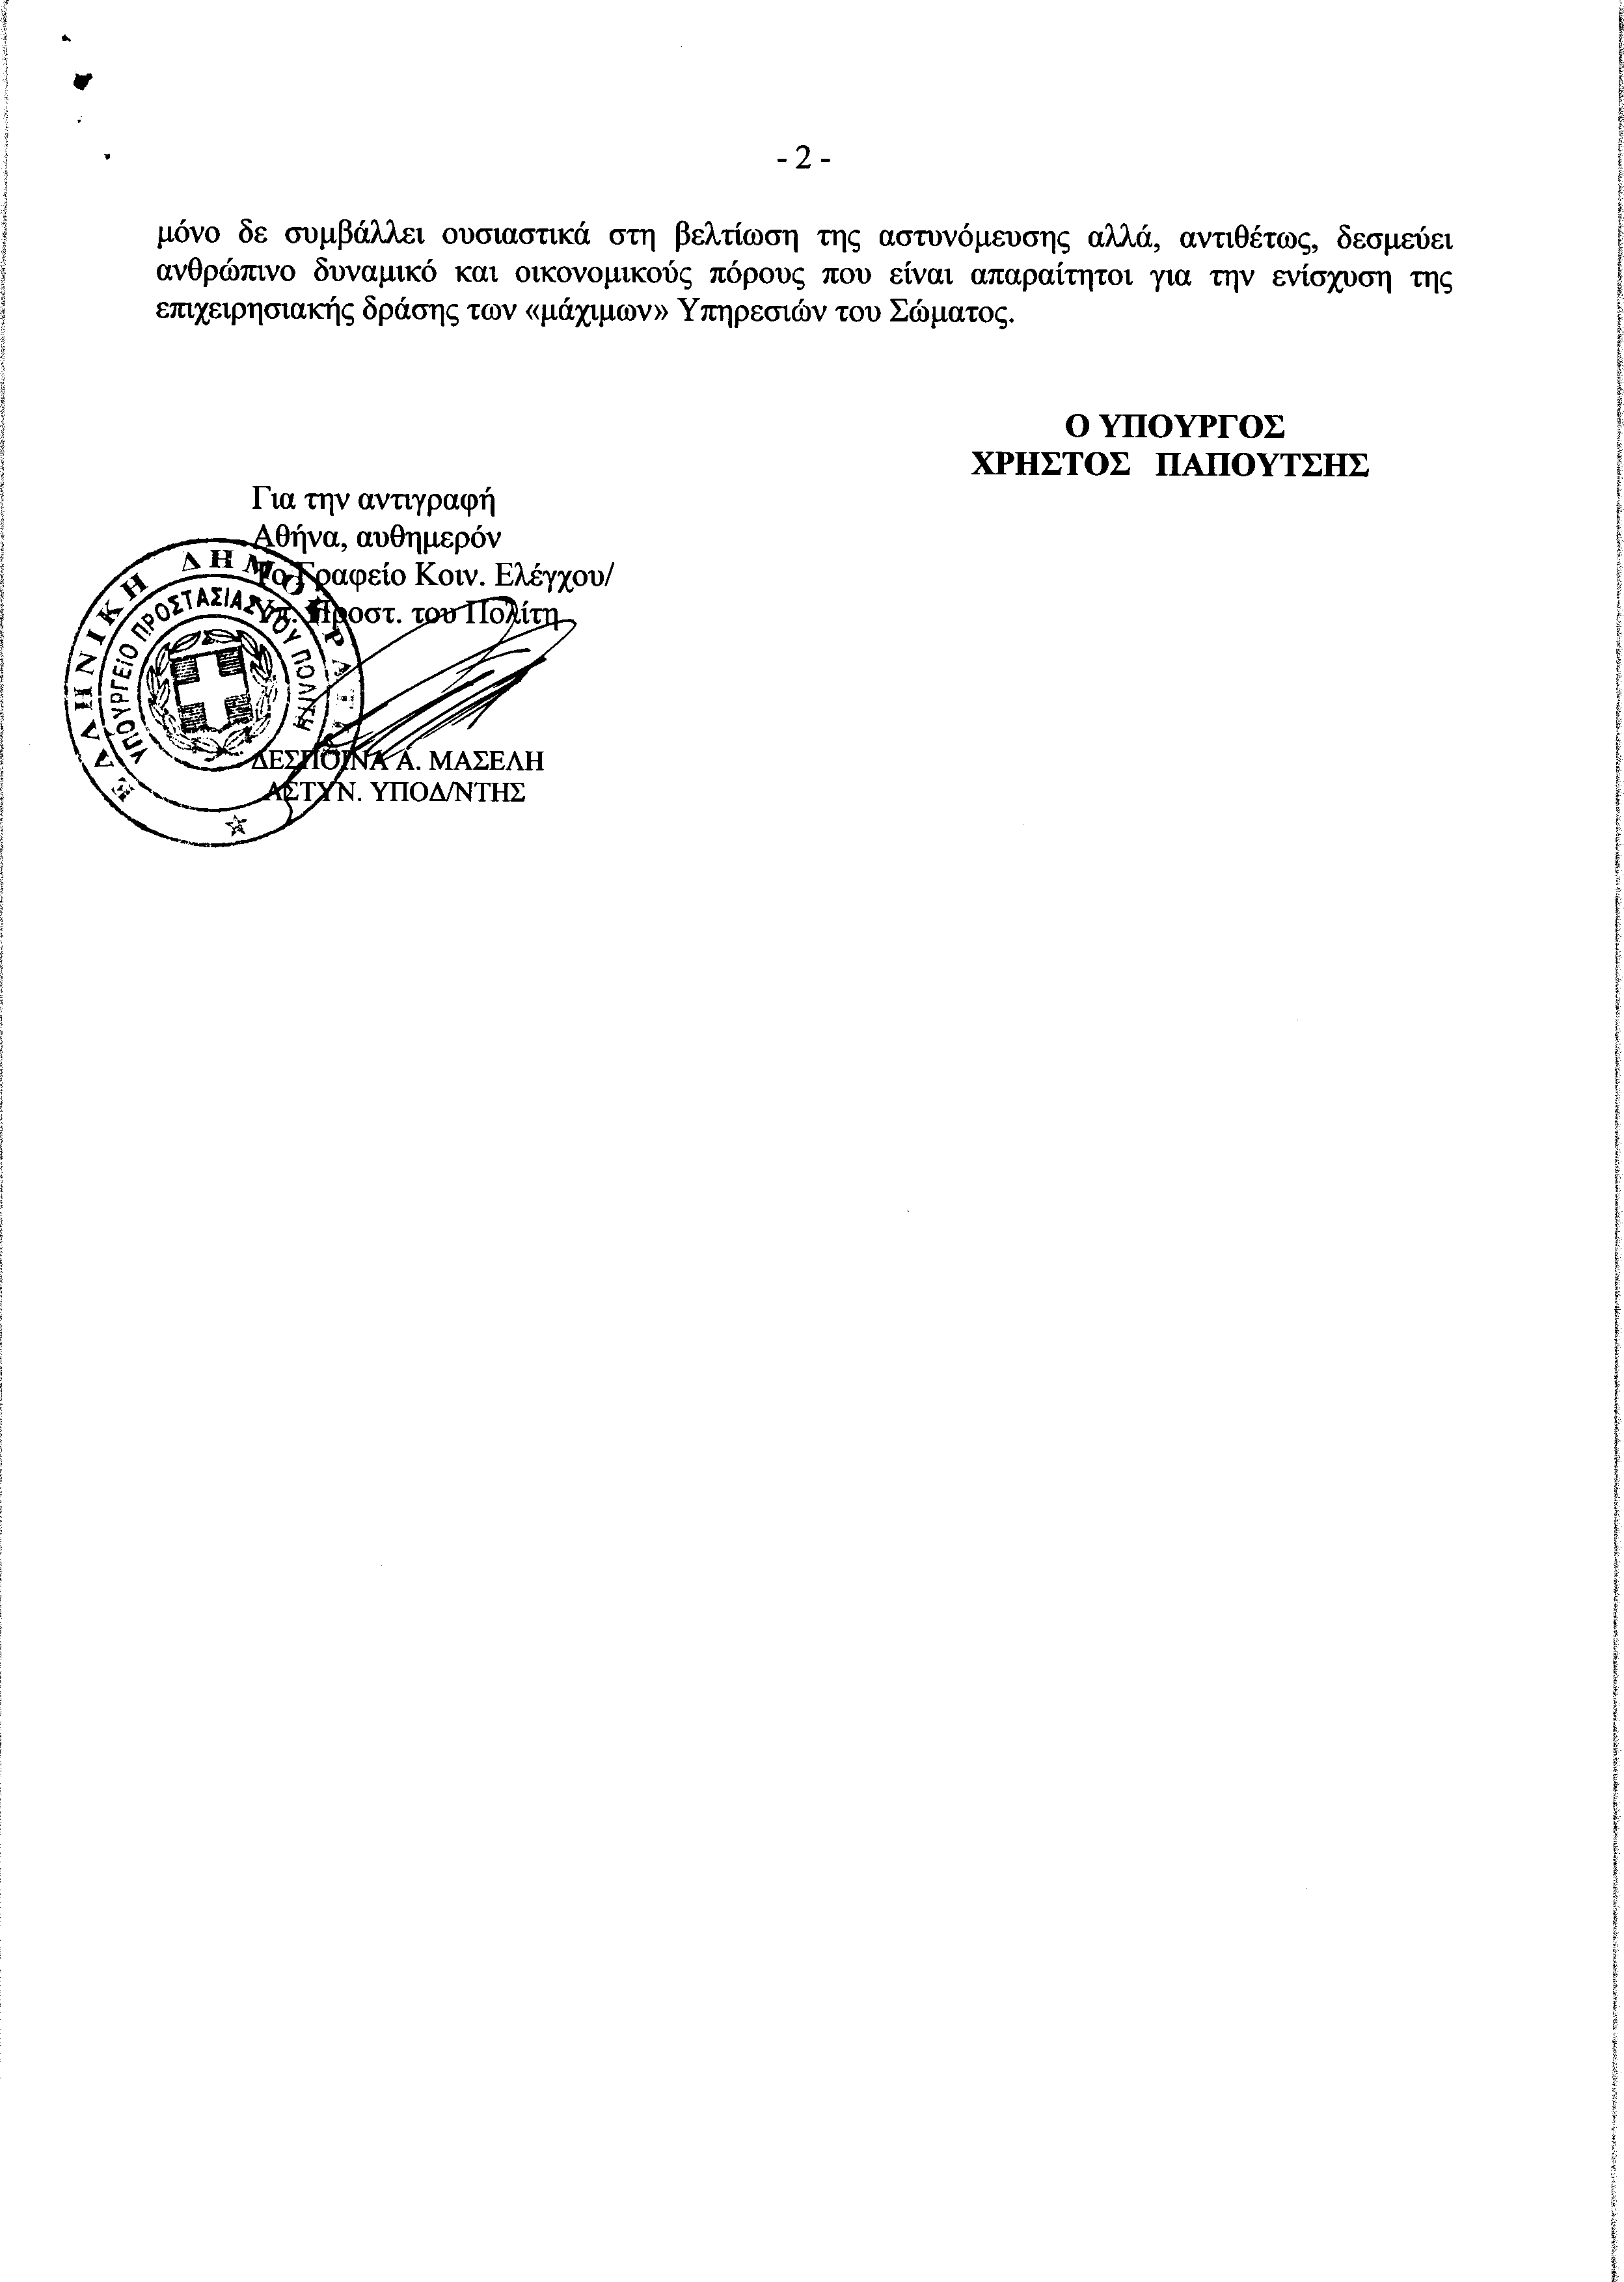 - 2 -
μόνο δε συμβάλλει ουσιαστικά στη βελτίωση της αστυνόμευσης αλλά, αντιθέτως, δεσμεύει
ανθρώπινο δυναμικό και οικονομικούς πόρους που είναι απαραίτητοι για την ενίσχυση της
επιχειρησιακής δράσης των «μάχιμων» Υπηρεσιών του Σώματος.
Ο ΥΠΟΥΡΓΟΣ
ΧΡΗΣΤΟΣ ΠΑΠΟΥΤΣΗΣ
Για την αντιγραφή
Αθήνα, αυθημερόν
Το Γραφείο Κοιν. Ελέγχου/
Υπ. Προστ. του Πολίτη
ΕΛΛΗΝΙΚΗ ΔΗΜΟΚΡΑΤΙΑ
ΥΠΟΥΡΓΕΙΟ ΠΡΟΣΤΑΣΙΑΣ ΤΟΥ ΠΟΛΙΤΗ
ΔΕΣΠΟΙΝΑ Α. ΜΑΣΕΛΗ
ΑΣΤΥΝ. ΥΠΟΔ/ΝΤΗΣ